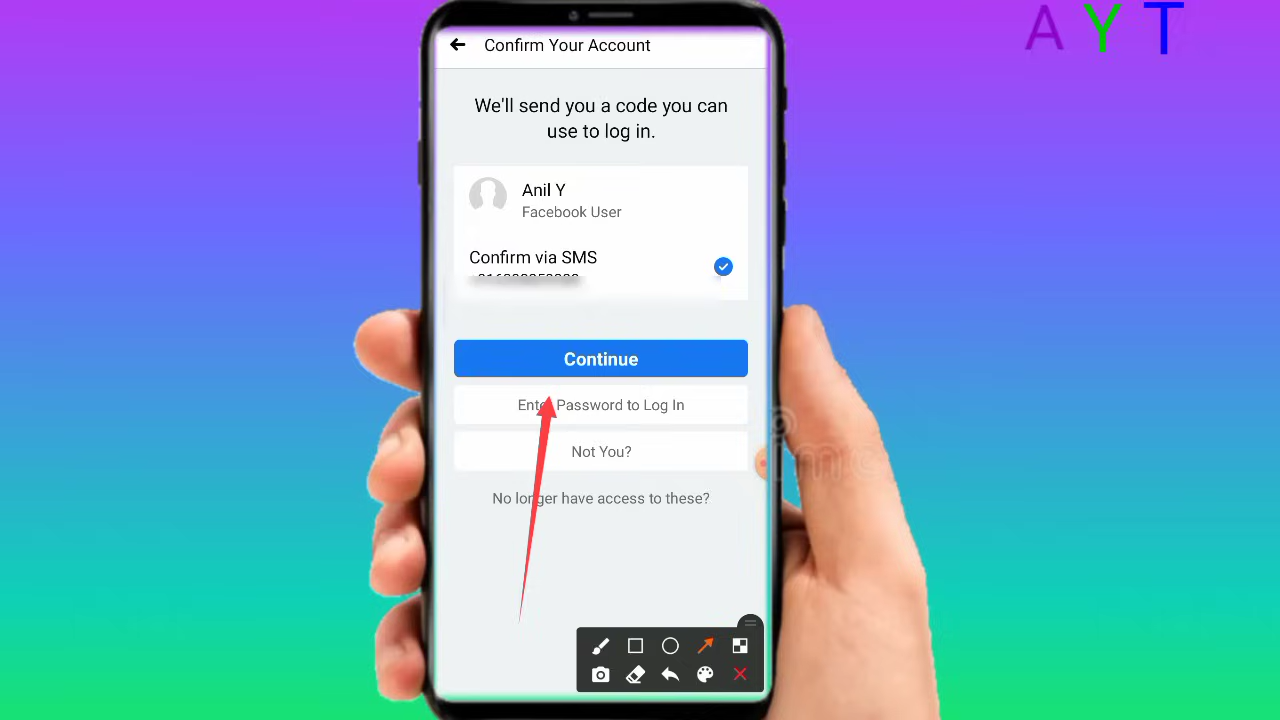 A Y T
Confirm Your Account
We'll send you a code you can
use to log in.
Anil Y
Facebook User
Confirm via SMS
Continue
Enter Password to Log In
Not You?
No longer have access to these?